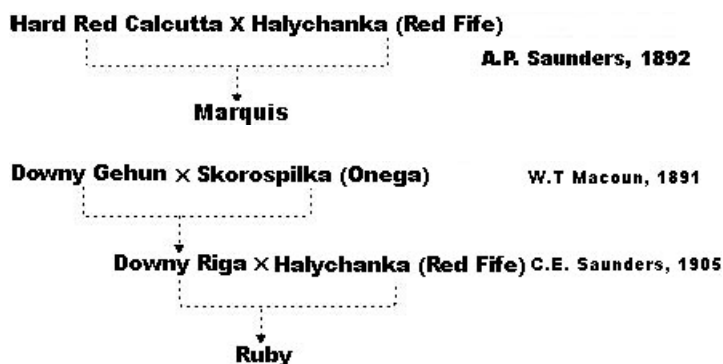 Hard Red Calcutta X Halychanka (Red Fife)
A.P. Saunders, 1892
Marquis
Downy Gehun × Skorospilka (Onega) W.T Macoun, 1891
Downy Riga × Halychanka (Red Fife) C.E. Saunders, 1905
Ruby